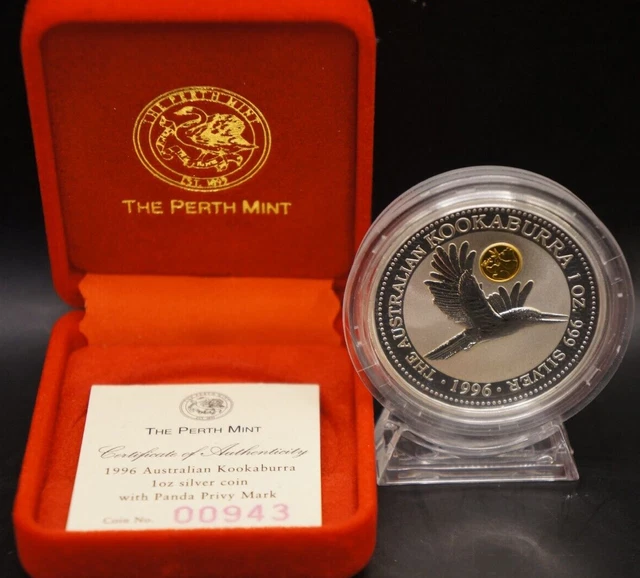 THE PERTH MINT
EST. 1899
THE PERTH MINT
THE PERTH MINT
Certificate of Authenticity
1996 Australian Kookaburra
1oz silver coin
with Panda Privy Mark
Coin No. 00943
THE AUSTRALIAN KOOKABURRA 1 OZ. 999 SILVER
· 1996 ·